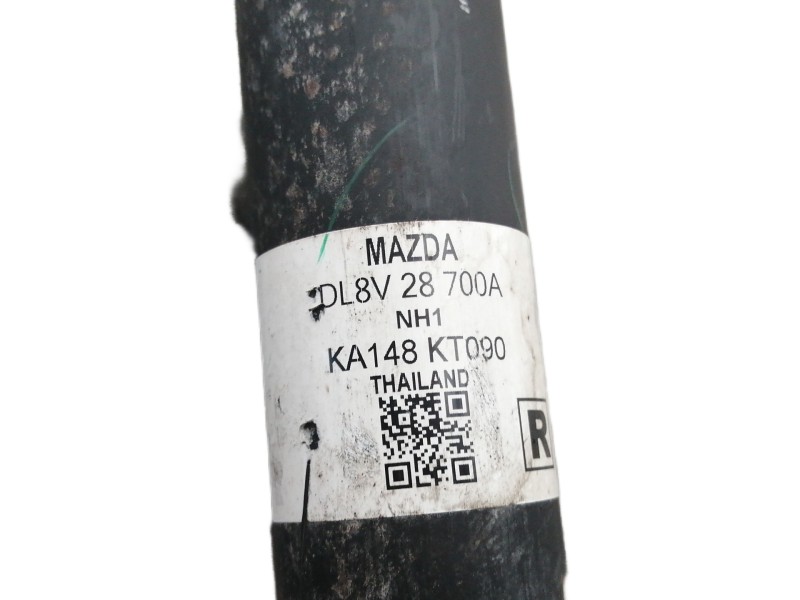 MAZDA
DL8V 28 700A
NH1
KA148 KT090
THAILAND
R